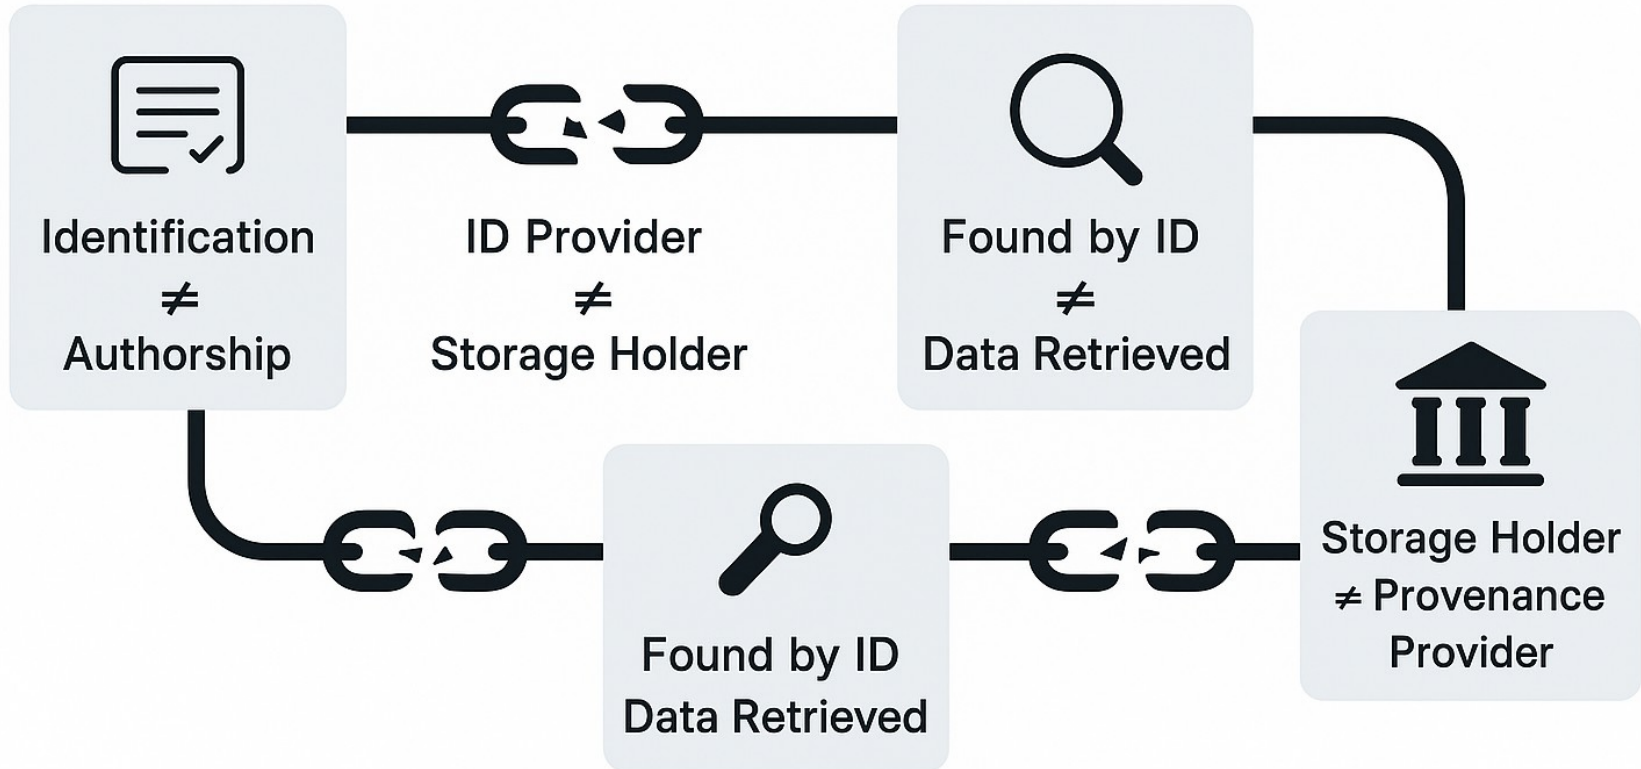 Identification
≠
Authorship
ID Provider
≠
Storage Holder
Found by ID
≠
Data Retrieved
Storage Holder
≠ Provenance
Provider
Found by ID
Data Retrieved